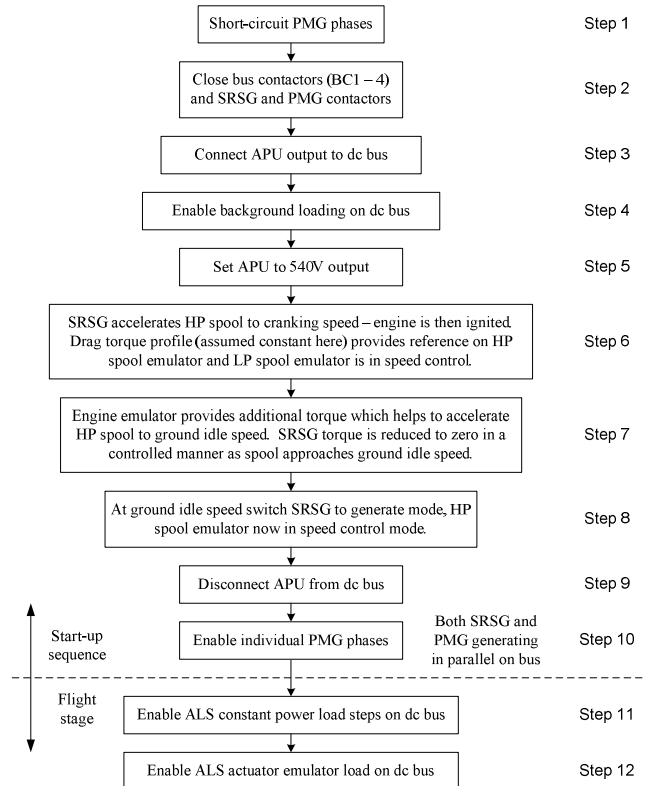 Short-circuit PMG phases
Step 1
Close bus contactors (BC1 – 4)
and SRSG and PMG contactors
Step 2
Connect APU output to dc bus
Step 3
Enable background loading on dc bus
Step 4
Set APU to 540V output
Step 5
SRSG accelerates HP spool to cranking speed – engine is then ignited.
Drag torque profile (assumed constant here) provides reference on HP
spool emulator and LP spool emulator is in speed control.
Step 6
Engine emulator provides additional torque which helps to accelerate
HP spool to ground idle speed. SRSG torque is reduced to zero in a
controlled manner as spool approaches ground idle speed.
Step 7
At ground idle speed switch SRSG to generate mode, HP
spool emulator now in speed control mode.
Step 8
Disconnect APU from dc bus
Step 9
Start-up
sequence
Enable individual PMG phases
Both SRSG and
PMG generating
in parallel on bus
Step 10
Flight
stage
Enable ALS constant power load steps on dc bus
Step 11
Enable ALS actuator emulator load on dc bus
Step 12